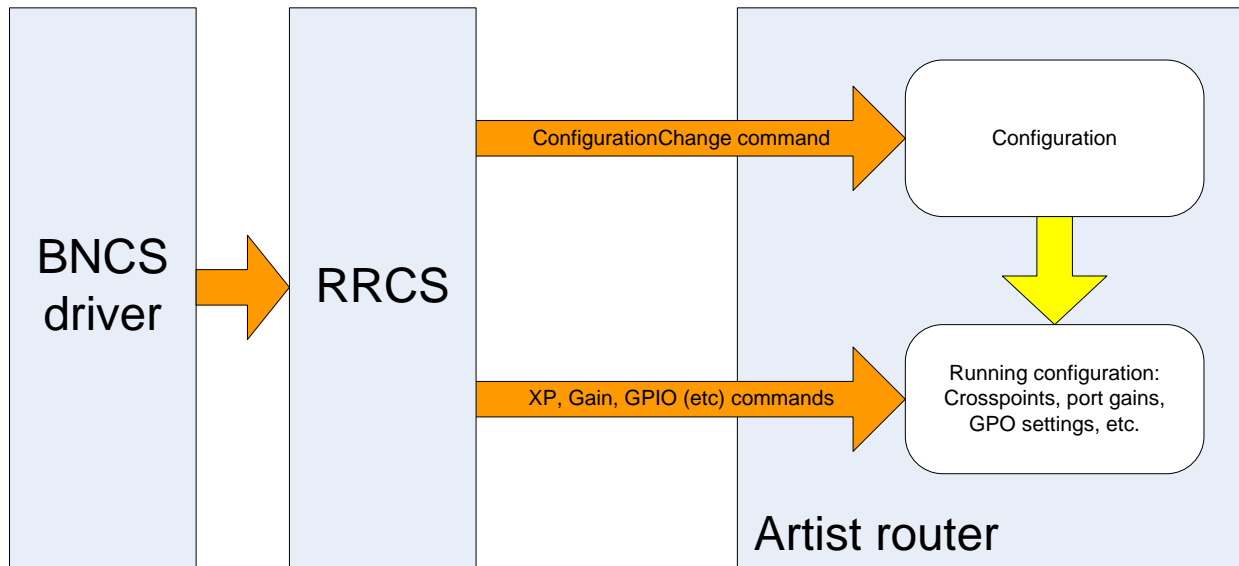 BNCS
driver
RRCS
ConfigurationChange command
Configuration
XP, Gain, GPIO (etc) commands
Running configuration:
Crosspoints, port gains,
GPO settings, etc.
Artist router